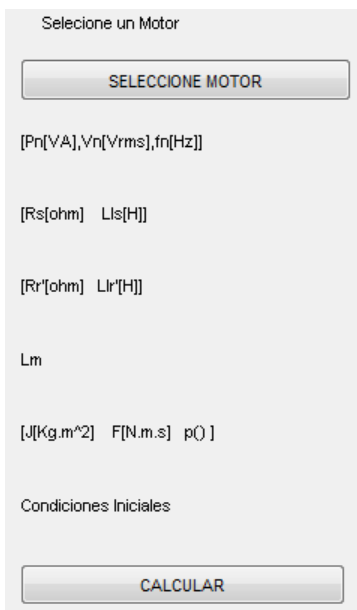 Selecione un Motor
SELECCIONE MOTOR
[Pn[VA],Vn[Vrms],fn[Hz]]
[Rs[ohm] Lls[H]]
[Rr'[ohm] Llr'[H]]
Lm
[J[Kg.m^2] F[N.m.s] p() ]
Condiciones Iniciales
CALCULAR